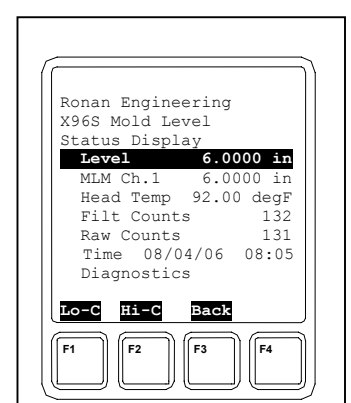 Ronan Engineering
X96S Mold Level
Status Display
Level 6.0000 in
MLM Ch.1 6.0000 in
Head Temp 92.00 degF
Filt Counts 132
Raw Counts 131
Time 08/04/06 08:05
Diagnostics
Lo-C Hi-C Back
F1 F2 F3 F4